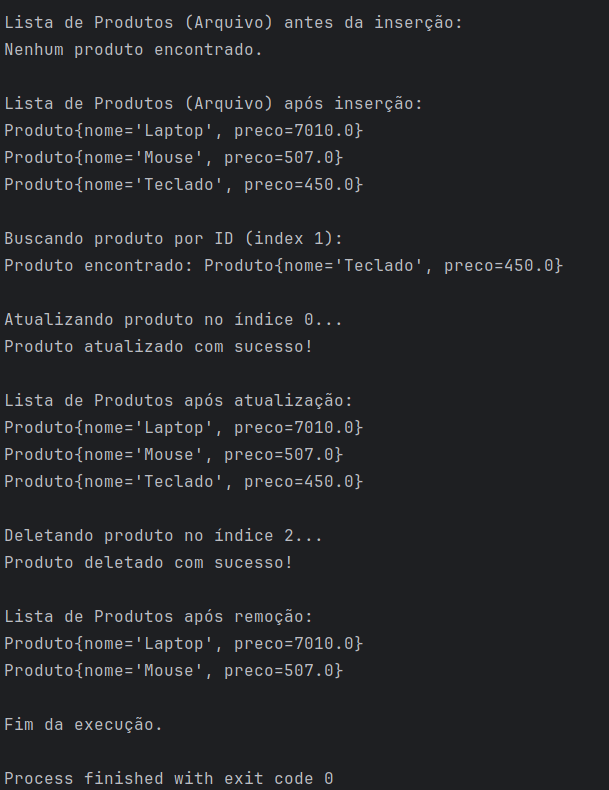 Lista de Produtos (Arquivo) antes da inserção:
Nenhum produto encontrado.
Lista de Produtos (Arquivo) após inserção:
Produto{nome='Laptop', preco=7010.0}
Produto{nome='Mouse', preco=507.0}
Produto{nome='Teclado', preco=450.0}
Buscando produto por ID (index 1):
Produto encontrado: Produto{nome='Teclado', preco=450.0}
Atualizando produto no índice 0...
Produto atualizado com sucesso!
Lista de Produtos após atualização:
Produto{nome='Laptop', preco=7010.0}
Produto{nome='Mouse', preco=507.0}
Produto{nome='Teclado', preco=450.0}
Deletando produto no índice 2...
Produto deletado com sucesso!
Lista de Produtos após remoção:
Produto{nome='Laptop', preco=7010.0}
Produto{nome='Mouse', preco=507.0}
Fim da execução.
Process finished with exit code 0